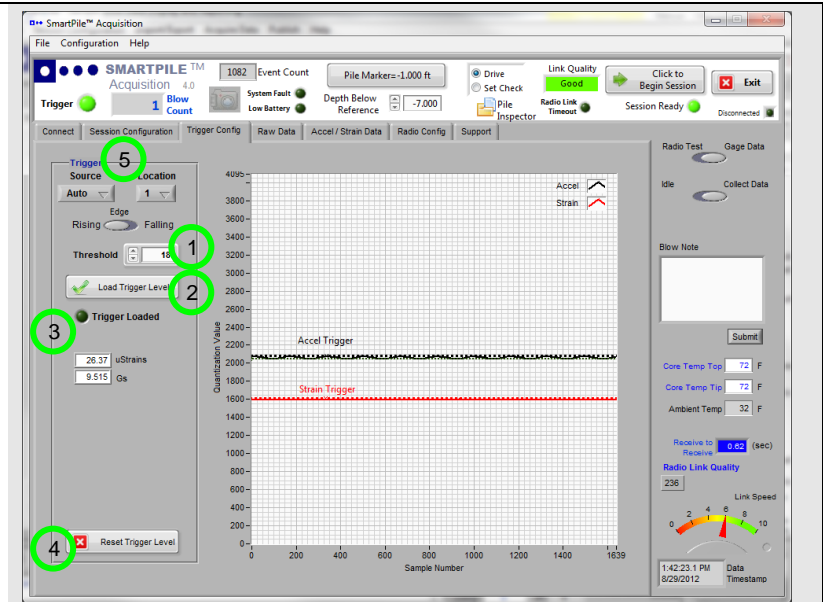 SmartPile™ Acquisition
File Configuration Help
SMARTPILE TM
Acquisition 4.0
Trigger
1 Blow Count
1082 Event Count
System Fault
Low Battery
Pile Marker=-1.000 ft
Depth Below Reference -7.000
Drive
Set Check
Pile Inspector
Link Quality
Good
Radio Link Timeout
Click to Begin Session
Session Ready
Exit
Disconnected
Connect Session Configuration Trigger Config Raw Data Accel / Strain Data Radio Config Support
Trigger
5
Source Location
Auto 1
Edge
Rising Falling
Threshold 18
1
Load Trigger Level
2
3
Trigger Loaded
26.37 uStrains
9.515 Gs
4
Reset Trigger Level
Quantization Value
4095
3800
3600
3400
3200
3000
2800
2600
2400
2200
2000
1800
1600
1400
1200
1000
800
600
400
200
0
Accel
Strain
Accel Trigger
Strain Trigger
0 200 400 600 800 1000 1200 1400 1639
Sample Number
Radio Test Gage Data
Idle Collect Data
Blow Note
Submit
Core Temp Top 72 F
Core Temp Tip 72 F
Ambient Temp 32 F
Receive to Receive 0.62 (sec)
Radio Link Quality
236
Link Speed
0 2 4 6 8 10
1:42:23.1 PM
8/29/2012
Data Timestamp